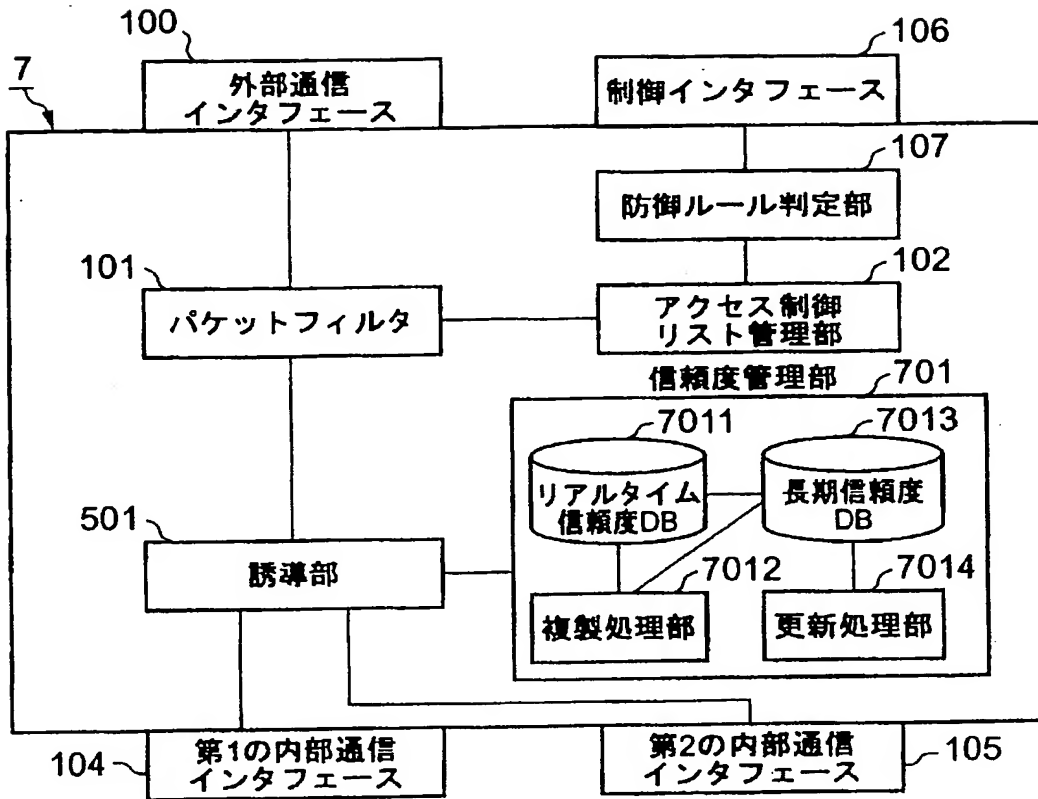 100
106
7
外部通信
インタフェース
制御インタフェース
107
防御ルール判定部
101
102
パケットフィルタ
アクセス制御
リスト管理部
信頼度管理部
701
7011
7013
リアルタイム
信頼度DB
長期信頼度
DB
501
誘導部
7012
7014
複製処理部
更新処理部
104
第1の内部通信
インタフェース
第2の内部通信
インタフェース
105